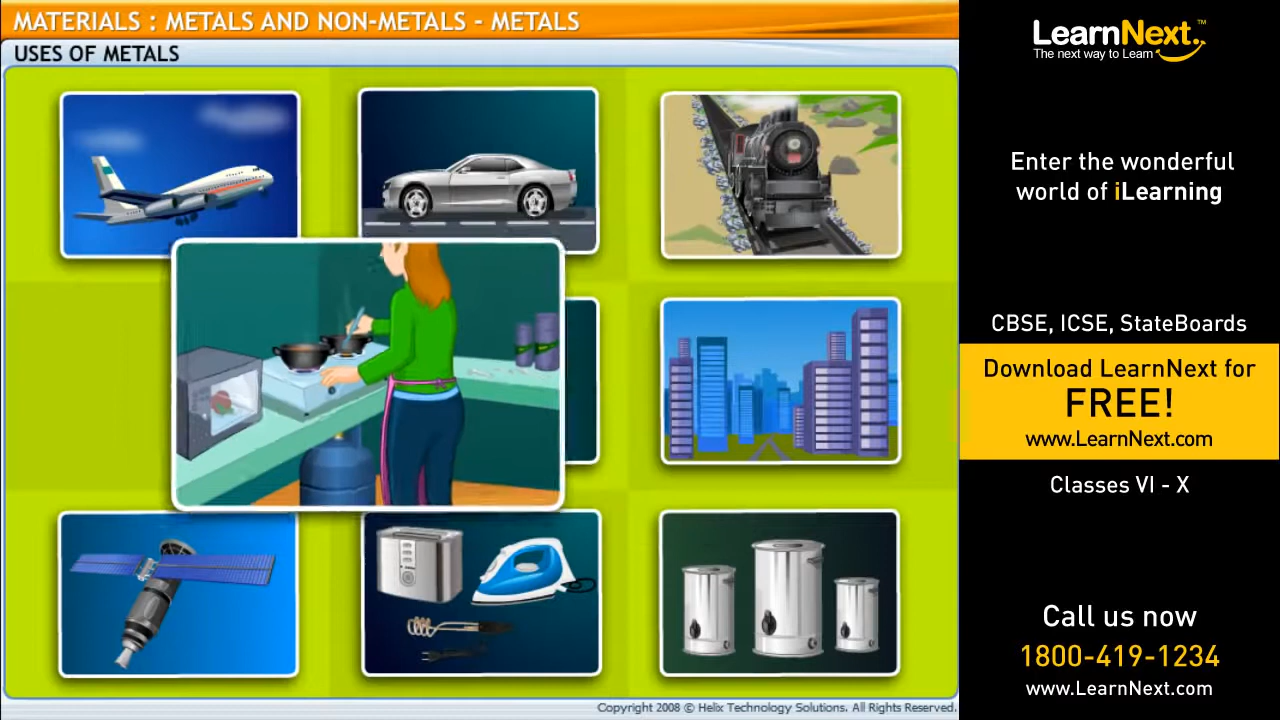 MATERIALS : METALS AND NON-METALS - METALS
USES OF METALS
LearnNext.™
The next way to Learn
Enter the wonderful
world of iLearning
CBSE, ICSE, StateBoards
Download LearnNext for
FREE!
www.LearnNext.com
Classes VI - X
Call us now
1800-419-1234
www.LearnNext.com
Copyright 2008 © Helix Technology Solutions. All Rights Reserved.